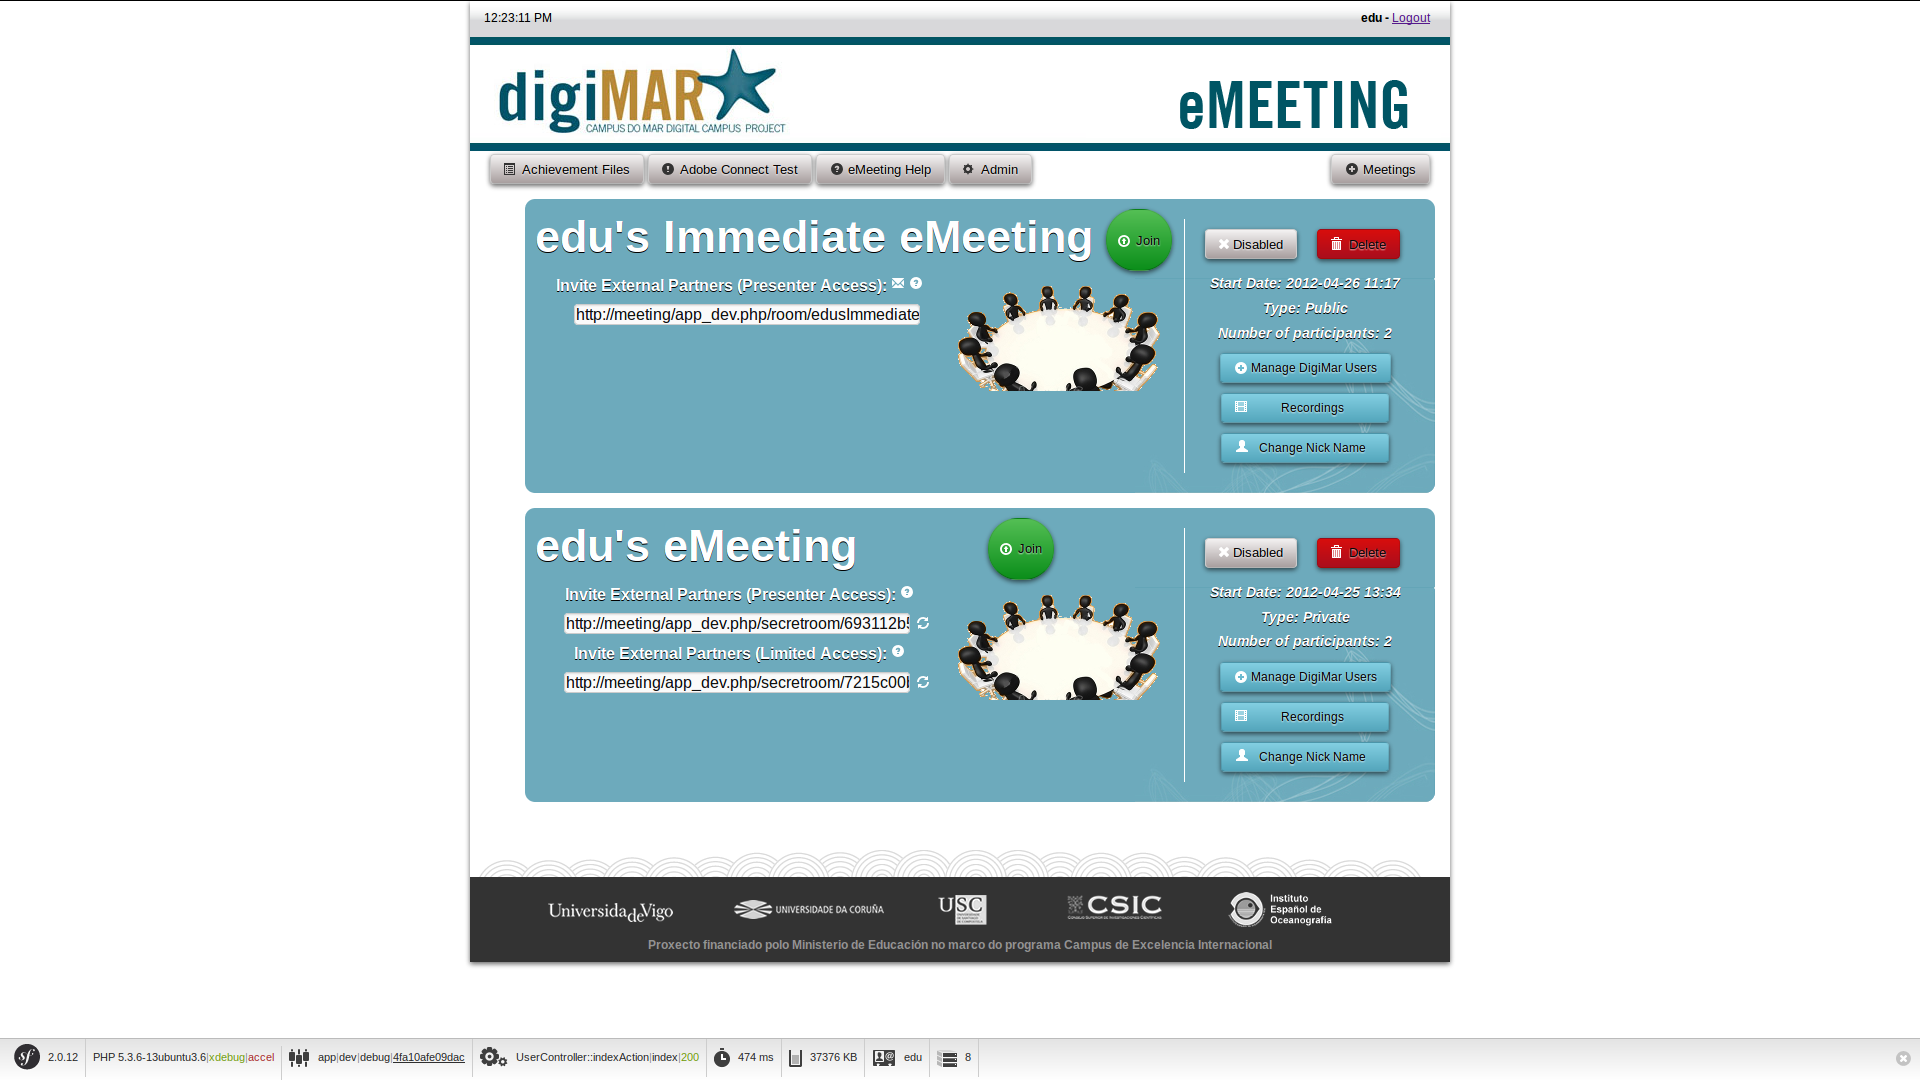 12:23:11 PM
edu - Logout
digiMAR
CAMPUS DO MAR DIGITAL CAMPUS PROJECT
eMEETING
Achievement Files
Adobe Connect Test
eMeeting Help
Admin
Meetings
edu's Immediate eMeeting
Join
Disabled
Delete
Invite External Partners (Presenter Access):
http://meeting/app_dev.php/room/edusImmediate
Start Date: 2012-04-26 11:17
Type: Public
Number of participants: 2
Manage DigiMar Users
Recordings
Change Nick Name
edu's eMeeting
Join
Disabled
Delete
Invite External Partners (Presenter Access):
http://meeting/app_dev.php/secretroom/693112b5
Invite External Partners (Limited Access):
http://meeting/app_dev.php/secretroom/7215c00b
Start Date: 2012-04-25 13:34
Type: Private
Number of participants: 2
Manage DigiMar Users
Recordings
Change Nick Name
UniversidadeVigo
UNIVERSIDADE DA CORUÑA
USC
CSIC
Instituto
Español de
Oceanografía
Proxecto financiado polo Ministerio de Educación no marco do programa Campus de Excelencia Internacional
sf 2.0.12
PHP 5.3.6-13ubuntu3.6|xdebug|accel
app|dev|debug|4fa10afe09dac
UserController::indexAction|index|200
474 ms
37376 KB
edu
8